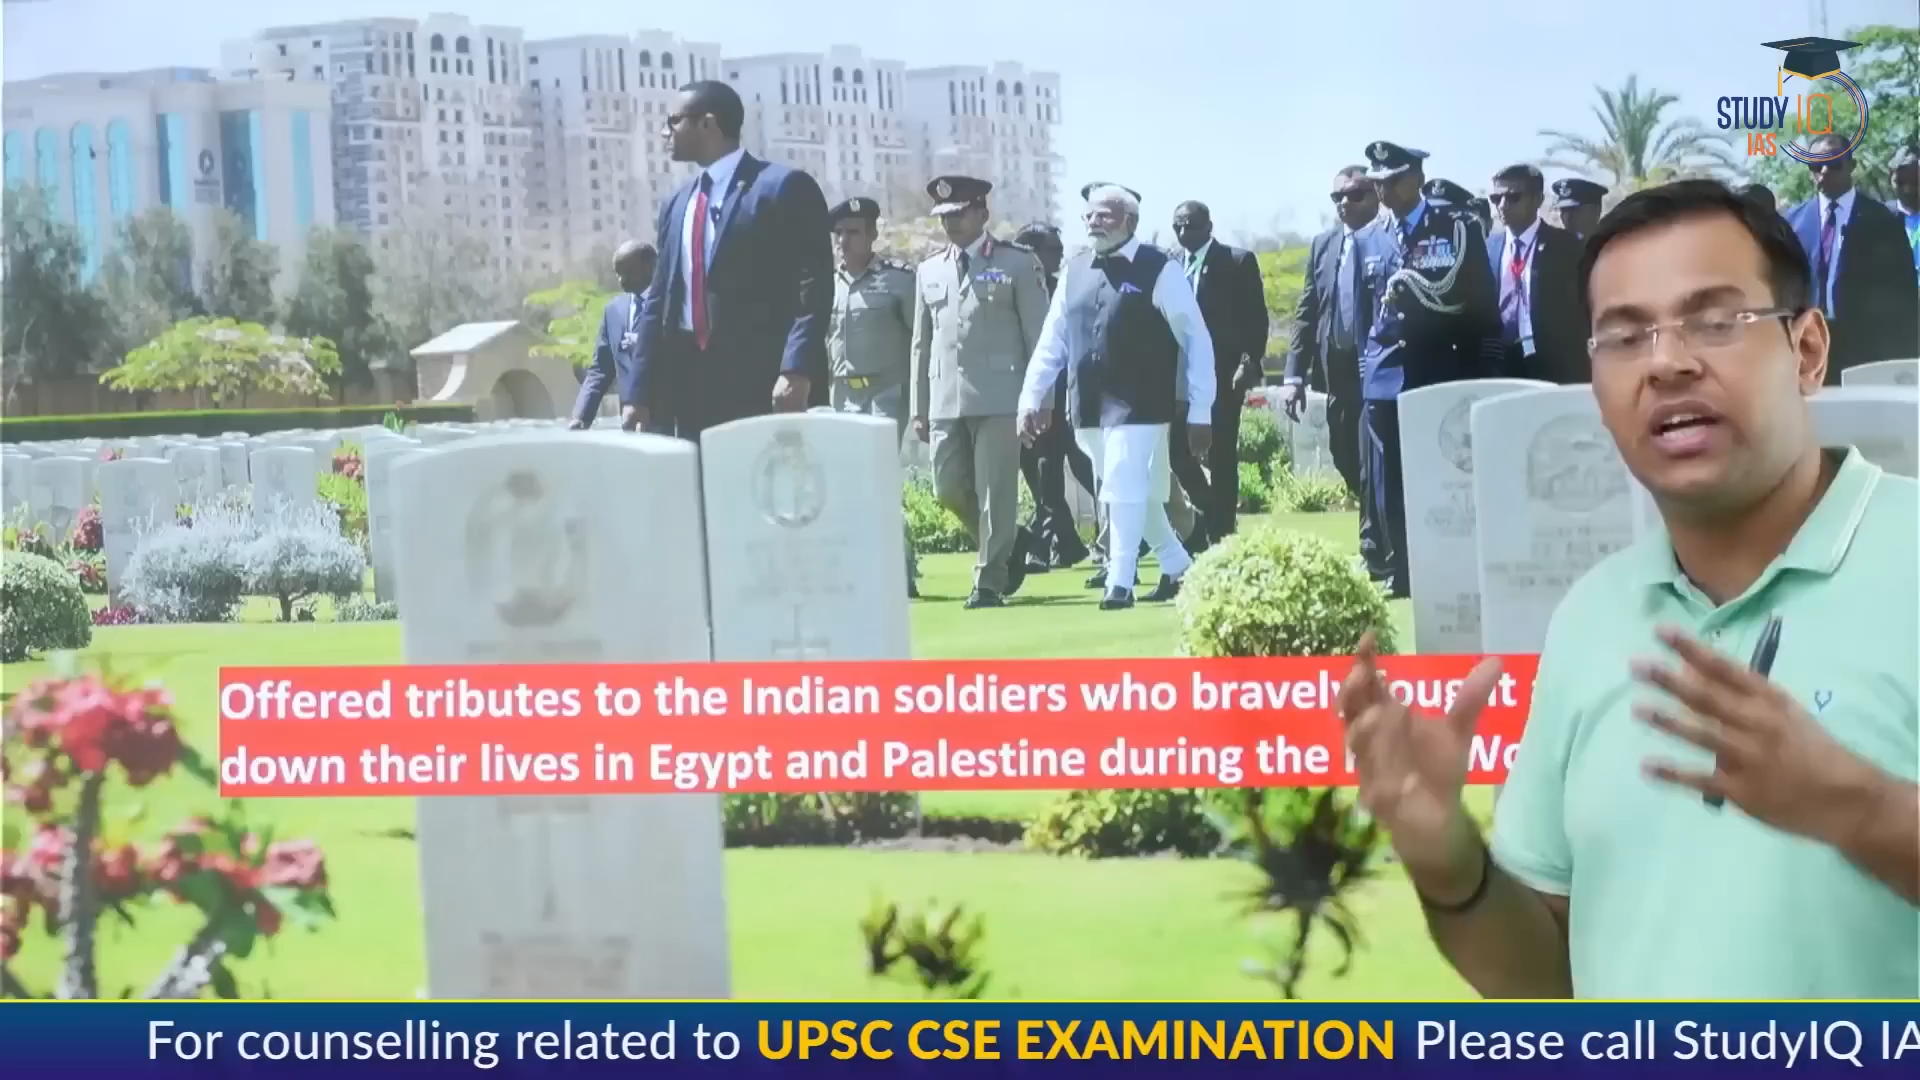 STUDY IQ
IAS
Offered tributes to the Indian soldiers who bravely fought
down their lives in Egypt and Palestine during the
For counselling related to UPSC CSE EXAMINATION Please call StudyIQ IA